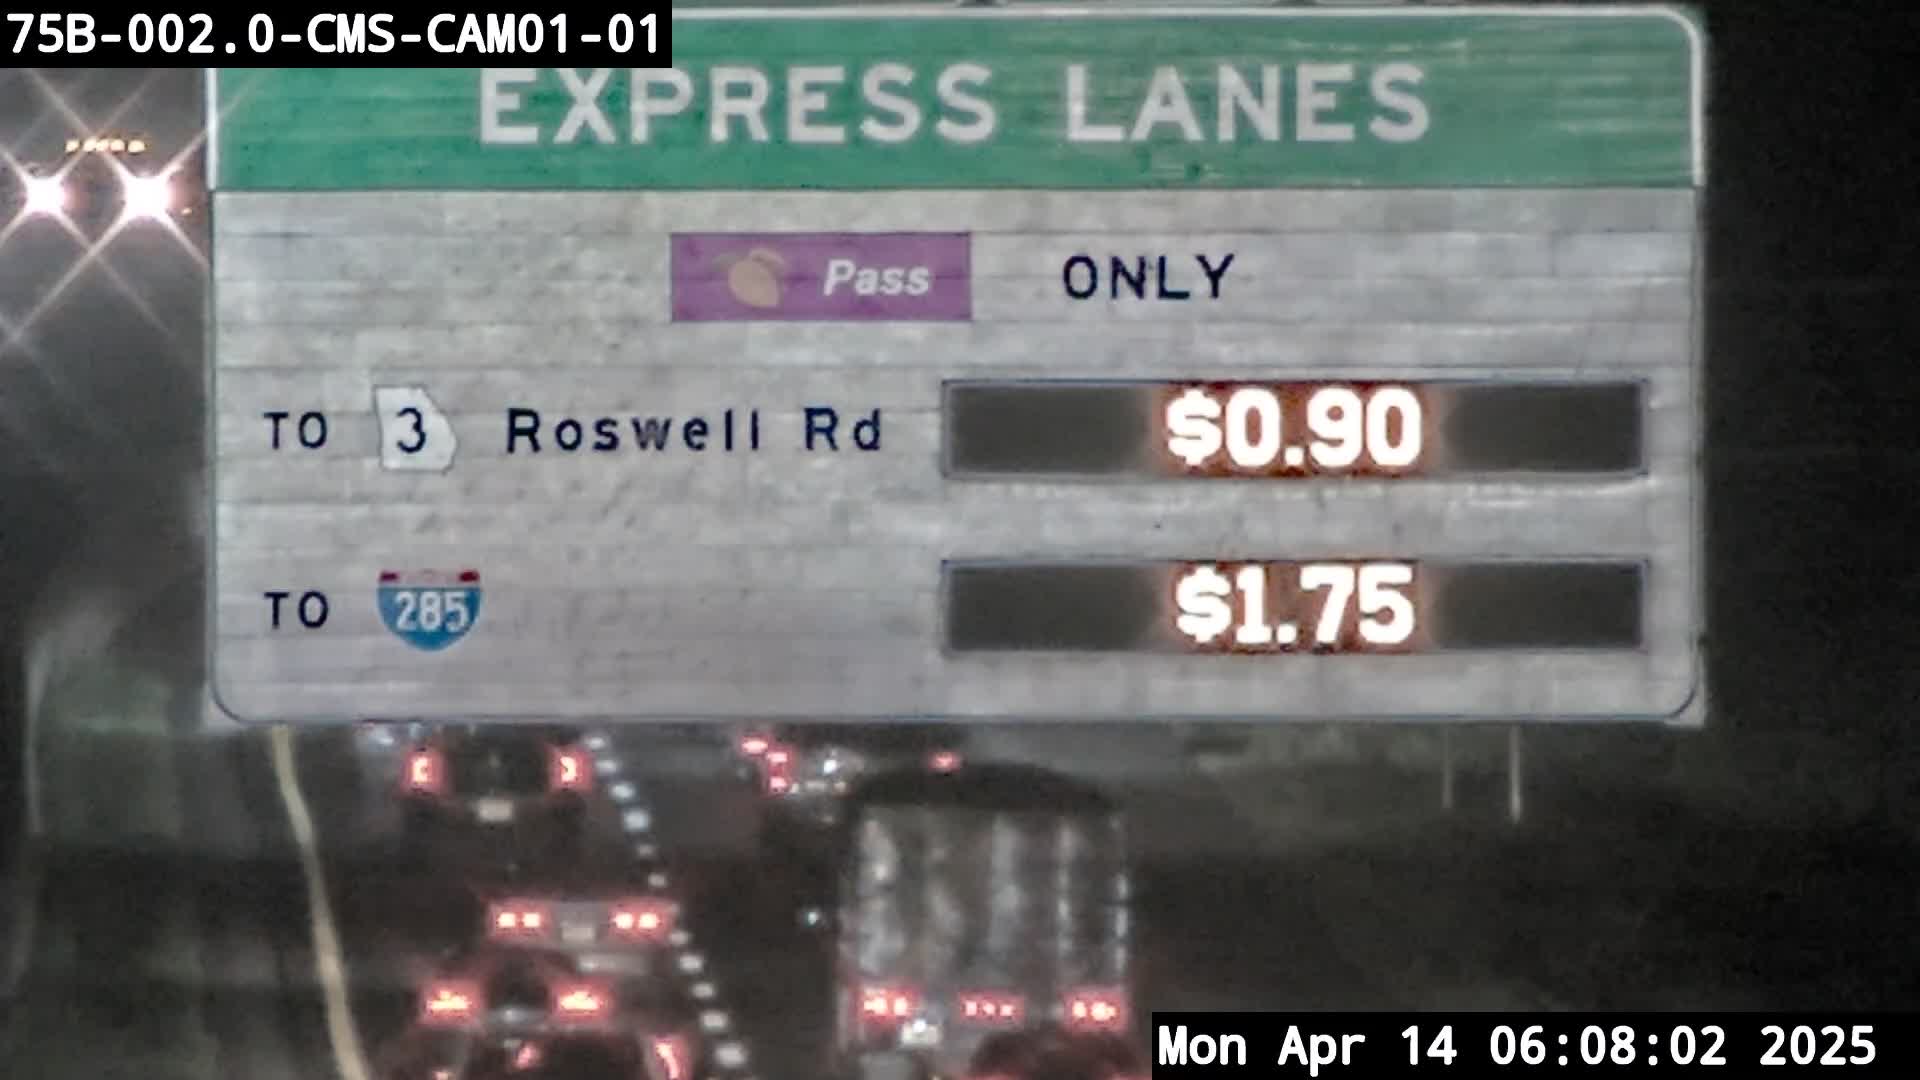 75B-002.0-CMS-CAM01-01
EXPRESS LANES
Pass ONLY
TO 3 Roswell Rd $0.90
TO 285 $1.75
Mon Apr 14 06:08:02 2025